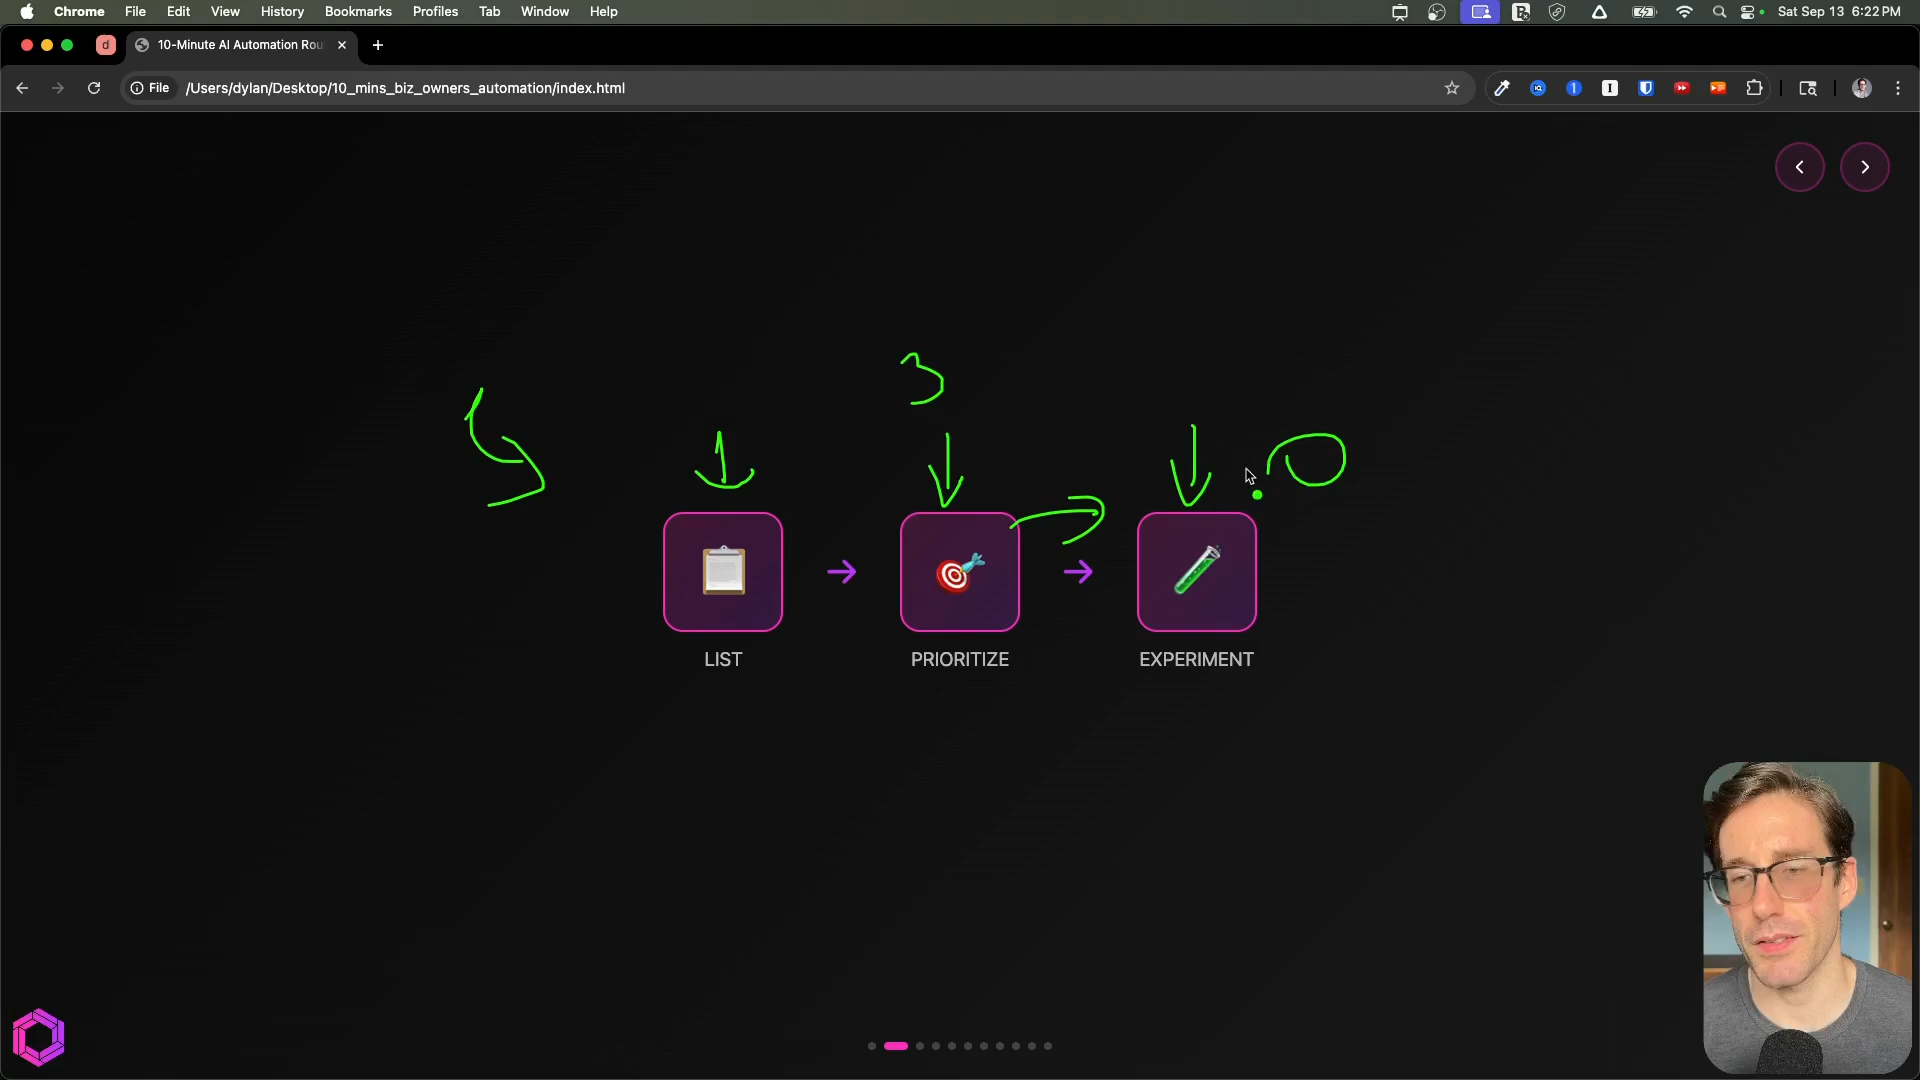 Chrome File Edit View History Bookmarks Profiles Tab Window Help Sat Sep 13 6:22 PM
d 10-Minute AI Automation Rou
File /Users/dylan/Desktop/10_mins_biz_owners_automation/index.html
3
LIST PRIORITIZE EXPERIMENT